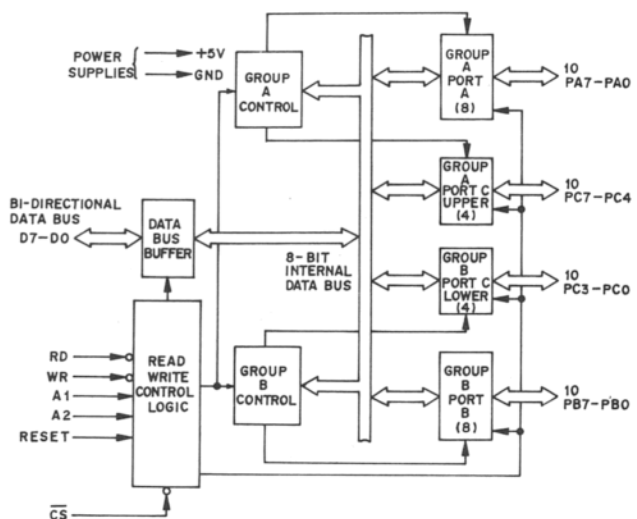 POWER
SUPPLIES
+5V
GND
GROUP
A
CONTROL
GROUP
A
PORT
A
(8)
10
PA7-PA0
GROUP
A
PORT C
UPPER
(4)
10
PC7-PC4
BI-DIRECTIONAL
DATA BUS
D7-D0
DATA
BUS
BUFFER
8-BIT
INTERNAL
DATA BUS
GROUP
B
PORT C
LOWER
(4)
10
PC3-PC0
RD
WR
A1
A2
RESET
CS
READ
WRITE
CONTROL
LOGIC
GROUP
B
CONTROL
GROUP
B
PORT
B
(8)
10
PB7-PB0